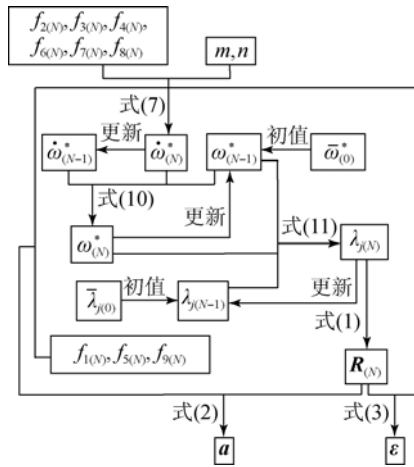 f₂₍N₎,f₃₍N₎,f₄₍N₎,
f₆₍N₎,f₇₍N₎,f₈₍N₎
m,n
式(7)
ω̇*₍N−1₎
更新
ω̇*₍N₎
ω*₍N−1₎
初值
ω̄*₍0₎
式(10)
更新
ω*₍N₎
式(11)
λj(N)
λ̄j(0)
初值
λj(N−1)
更新
式(1)
f₁₍N₎,f₅₍N₎,f₉₍N₎
R₍N₎
式(2)
式(3)
a
ε